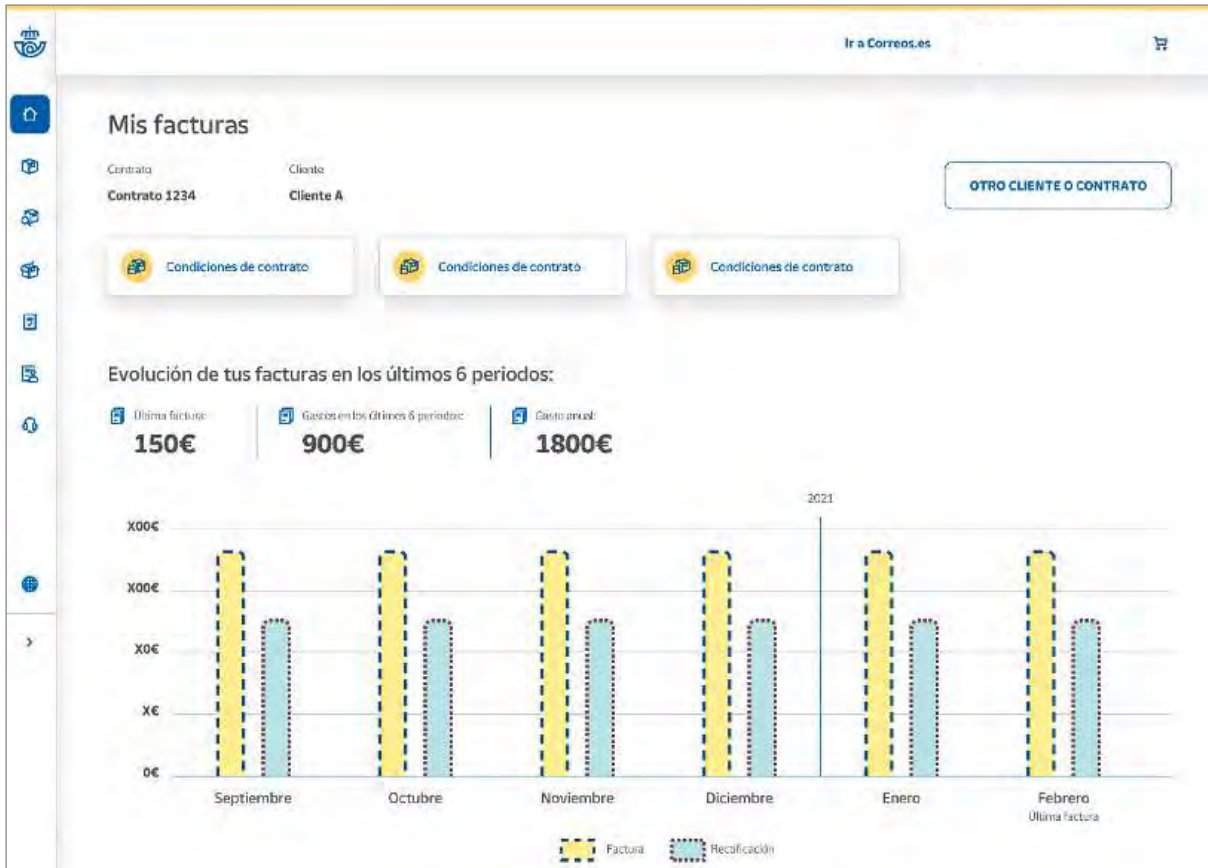 Ir a Correos.es
Mis facturas
Contrato Cliente
Contrato 1234 Cliente A
OTRO CLIENTE O CONTRATO
Condiciones de contrato Condiciones de contrato Condiciones de contrato
Evolución de tus facturas en los últimos 6 periodos:
Última factura: Gastos en los últimos 6 periodos: Gasto anual:
150€ 900€ 1800€
2021
X00€
X00€
X0€
X€
0€
Septiembre Octubre Noviembre Diciembre Enero Febrero
Última factura
Factura Rectificación